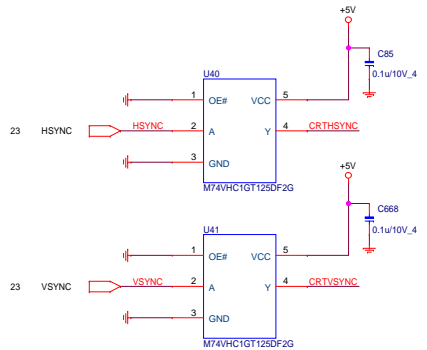 +5V
C85
0.1u/10V_4
U40
1 OE# VCC 5
23 HSYNC HSYNC 2 A Y 4 CRTHSYNC
3 GND
M74VHC1GT125DF2G
+5V
C668
0.1u/10V_4
U41
1 OE# VCC 5
23 VSYNC VSYNC 2 A Y 4 CRTVSYNC
3 GND
M74VHC1GT125DF2G